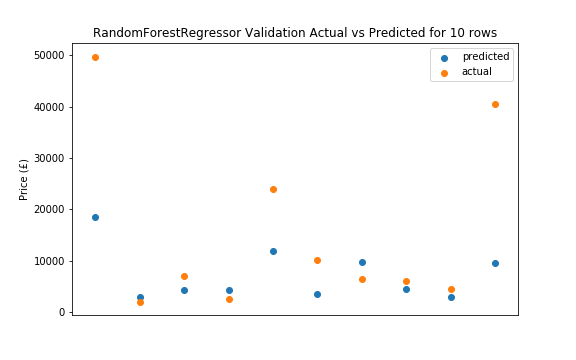 RandomForestRegressor Validation Actual vs Predicted for 10 rows
50000
40000
30000
20000
10000
0
Price (£)
predicted
actual